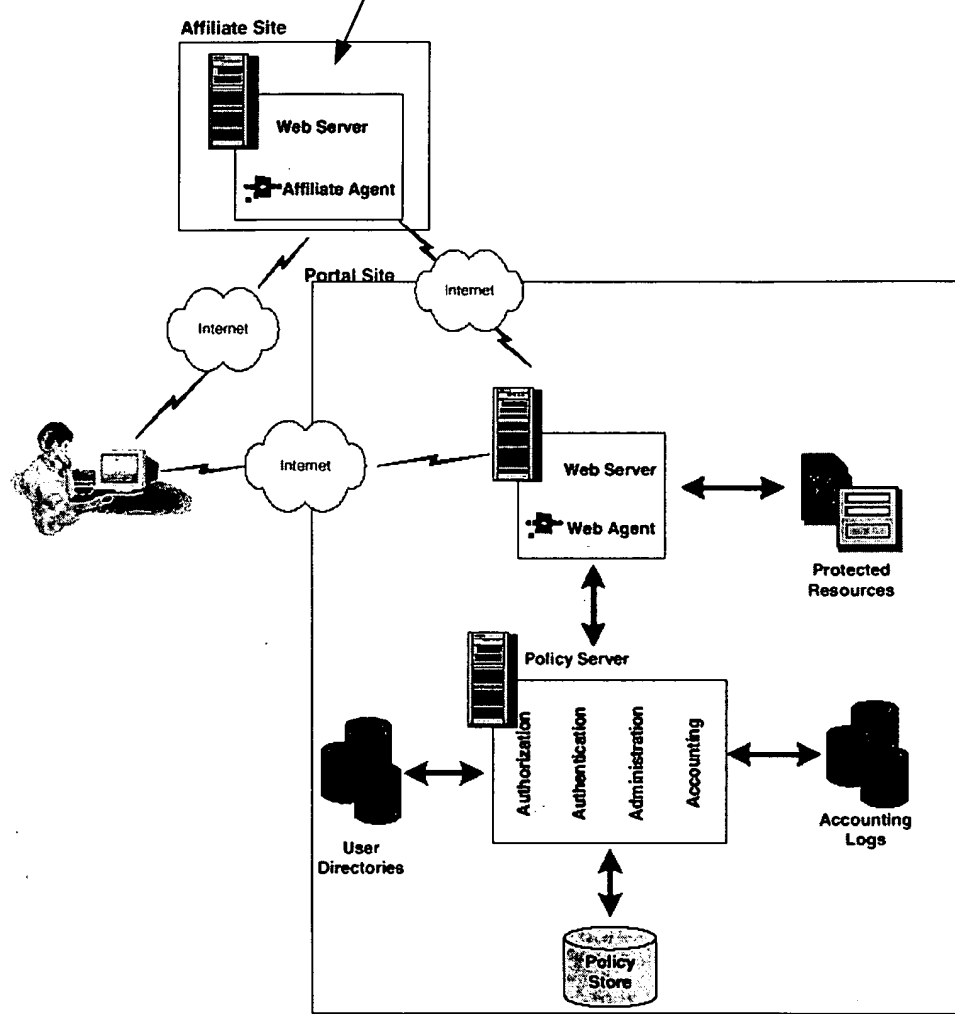 Affiliate Site
Web Server
Affiliate Agent
Portal Site
Internet
Internet
Internet
Web Server
Web Agent
Protected
Resources
Policy Server
Authorization
Authentication
Administration
Accounting
User
Directories
Accounting
Logs
Policy
Store